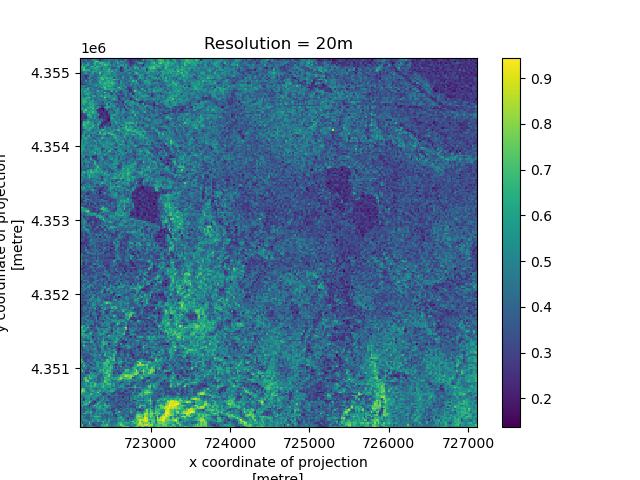 Resolution = 20m
1e6
4.355
4.354
4.353
4.352
4.351
y coordinate of projection
[metre]
723000 724000 725000 726000 727000
x coordinate of projection
[metre]
0.9
0.8
0.7
0.6
0.5
0.4
0.3
0.2